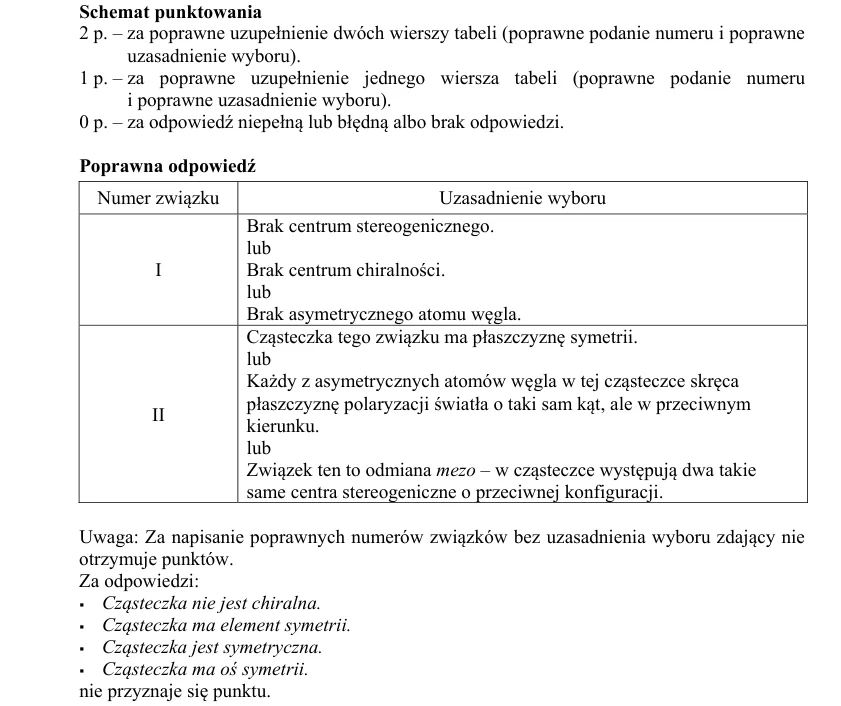 Schemat punktowania
2 p. – za poprawne uzupełnienie dwóch wierszy tabeli (poprawne podanie numeru i poprawne
uzasadnienie wyboru).
1 p. – za poprawne uzupełnienie jednego wiersza tabeli (poprawne podanie numeru
i poprawne uzasadnienie wyboru).
0 p. – za odpowiedź niepełną lub błędną albo brak odpowiedzi.
Poprawna odpowiedź
Numer związku Uzasadnienie wyboru
I
Brak centrum stereogenicznego.
lub
Brak centrum chiralności.
lub
Brak asymetrycznego atomu węgla.
II
Cząsteczka tego związku ma płaszczyznę symetrii.
lub
Każdy z asymetrycznych atomów węgla w tej cząsteczce skręca
płaszczyznę polaryzacji światła o taki sam kąt, ale w przeciwnym
kierunku.
lub
Związek ten to odmiana mezo – w cząsteczce występują dwa takie
same centra stereogeniczne o przeciwnej konfiguracji.
Uwaga: Za napisanie poprawnych numerów związków bez uzasadnienia wyboru zdający nie
otrzymuje punktów.
Za odpowiedzi:
▪ Cząsteczka nie jest chiralna.
▪ Cząsteczka ma element symetrii.
▪ Cząsteczka jest symetryczna.
▪ Cząsteczka ma oś symetrii.
nie przyznaje się punktu.